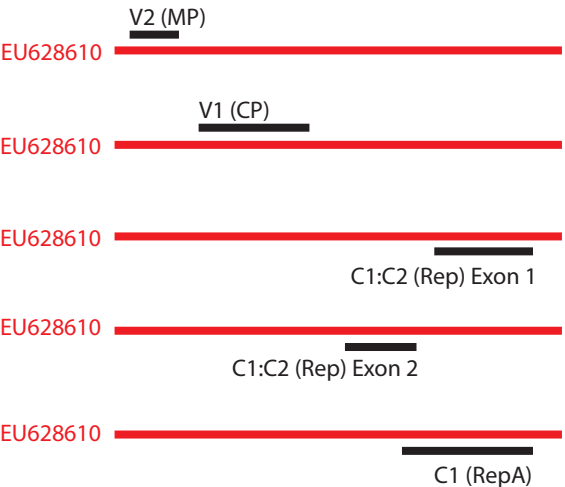 V2 (MP)
EU628610
V1 (CP)
EU628610
EU628610
C1:C2 (Rep) Exon 1
EU628610
C1:C2 (Rep) Exon 2
EU628610
C1 (RepA)